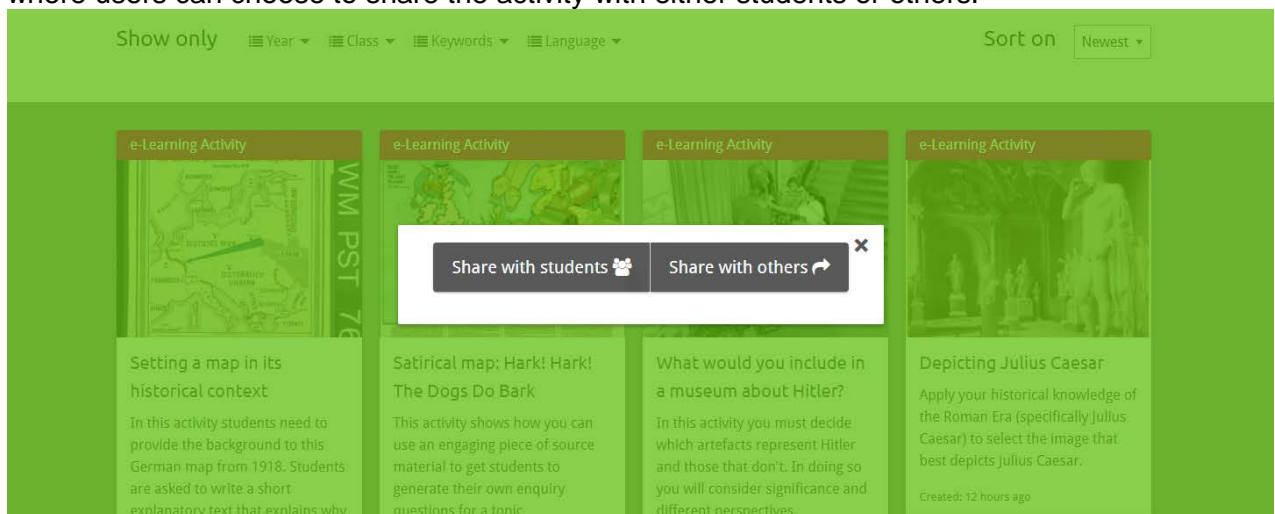 where users can choose to share the activity with either students or others.
Show only Year Class Keywords Language Sort on Newest
e-Learning Activity e-Learning Activity e-Learning Activity e-Learning Activity
WM PST 76
Share with students Share with others ×
Setting a map in its
historical context
In this activity students need to
provide the background to this
German map from 1918. Students
are asked to write a short
explanatory text that explains why
Satirical map: Hark! Hark!
The Dogs Do Bark
This activity shows how you can
use an engaging piece of source
material to get students to
generate their own enquiry
questions for a topic.
What would you include in
a museum about Hitler?
In this activity you must decide
which artefacts represent Hitler
and those that don't. In doing so
you will consider significance and
different perspectives.
Depicting Julius Caesar
Apply your historical knowledge of
the Roman Era (specifically Julius
Caesar) to select the image that
best depicts Julius Caesar.
Created: 12 hours ago